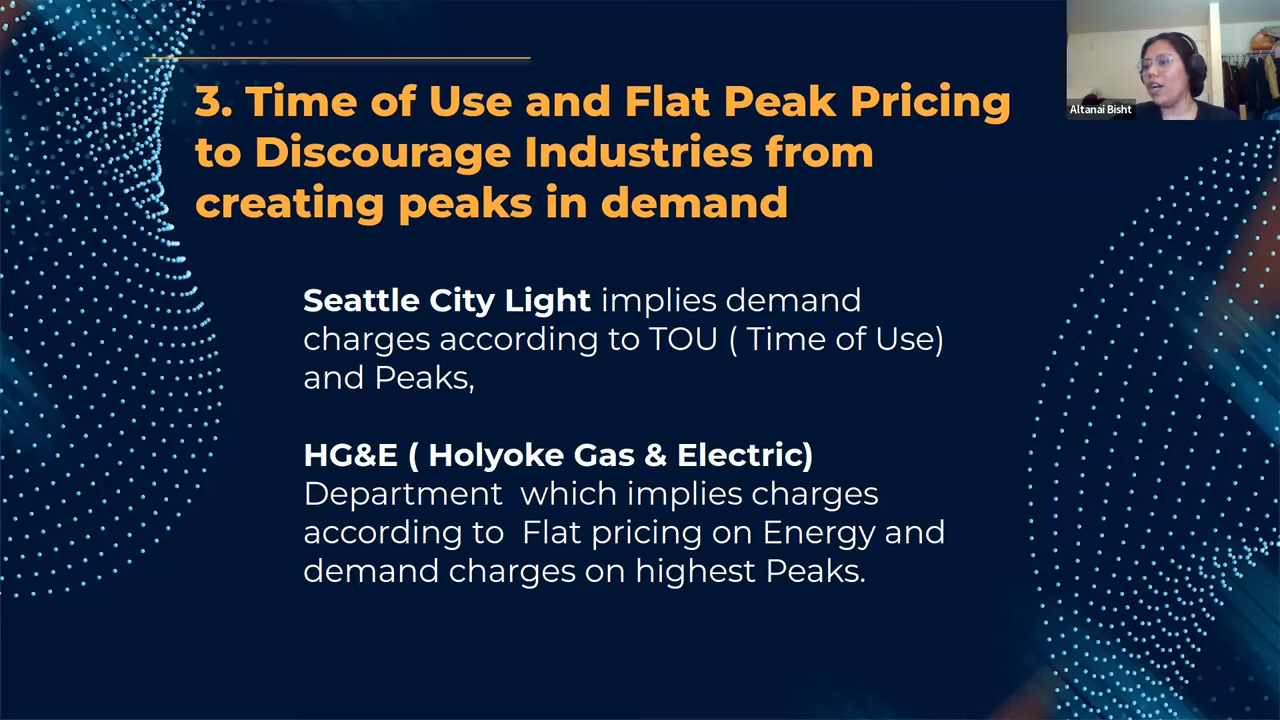 3. Time of Use and Flat Peak Pricing
to Discourage Industries from
creating peaks in demand
Altanai Bisht
Seattle City Light implies demand
charges according to TOU ( Time of Use)
and Peaks,
HG&E ( Holyoke Gas & Electric)
Department which implies charges
according to Flat pricing on Energy and
demand charges on highest Peaks.